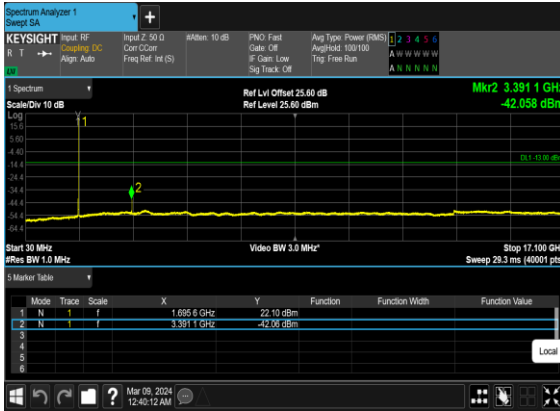 Spectrum Analyzer 1
Swept SA
+
KEYSIGHT Input: RF Input Z: 50 Ω #Atten: 10 dB PNO: Fast Avg Type: Power (RMS) 1 2 3 4 5 6
R T Coupling: DC Corr CCorr Gate: Off Avg|Hold: 100/100 A W W W W W
Align: Auto Freq Ref: Int (S) IF Gain: Low Trig: Free Run
Sig Track: Off A N N N N N
1 Spectrum Ref Lvl Offset 25.60 dB Mkr2 3.391 1 GHz
Scale/Div 10 dB Ref Level 25.60 dBm -42.058 dBm
Log
15.6
5.60
-4.40
-14.4 DL1 -13.00 dBm
-24.4
-34.4
-44.4
-54.4
-64.4
1
2
Start 30 MHz Video BW 3.0 MHz* Stop 17.100 GHz
#Res BW 1.0 MHz Sweep 29.3 ms (40001 pts)
5 Marker Table
Mode Trace Scale X Y Function Function Width Function Value
1 N 1 f 1.695 6 GHz 22.10 dBm
2 N 1 f 3.391 1 GHz -42.06 dBm
3
4
5
6
Local
? Mar 09, 2024
12:40:12 AM